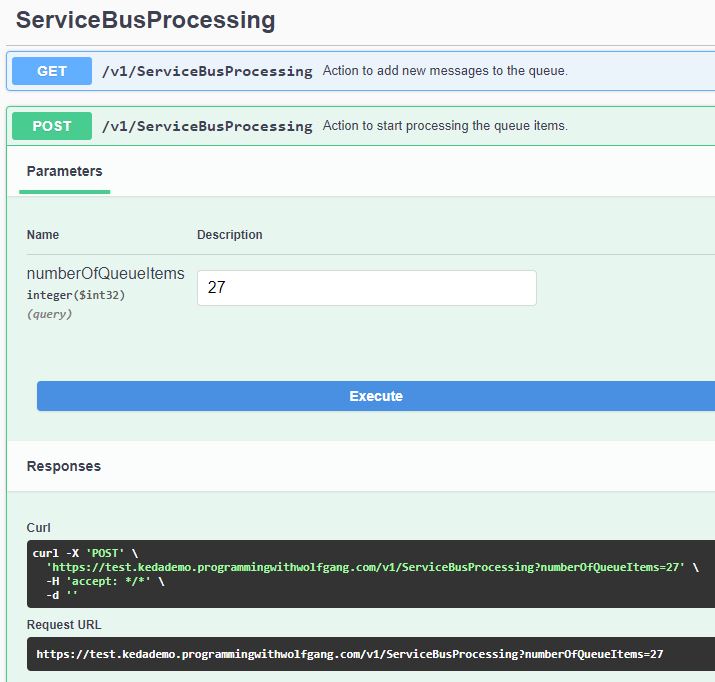 ServiceBusProcessing
GET /v1/ServiceBusProcessing Action to add new messages to the queue.
POST /v1/ServiceBusProcessing Action to start processing the queue items.
Parameters
Name Description
numberOfQueueItems
integer($int32)
(query)
27
Execute
Responses
Curl
curl -X 'POST' \
'https://test.kedademo.programmingwithwolfgang.com/v1/ServiceBusProcessing?numberOfQueueItems=27' \
-H 'accept: */*' \
-d ''
Request URL
https://test.kedademo.programmingwithwolfgang.com/v1/ServiceBusProcessing?numberOfQueueItems=27